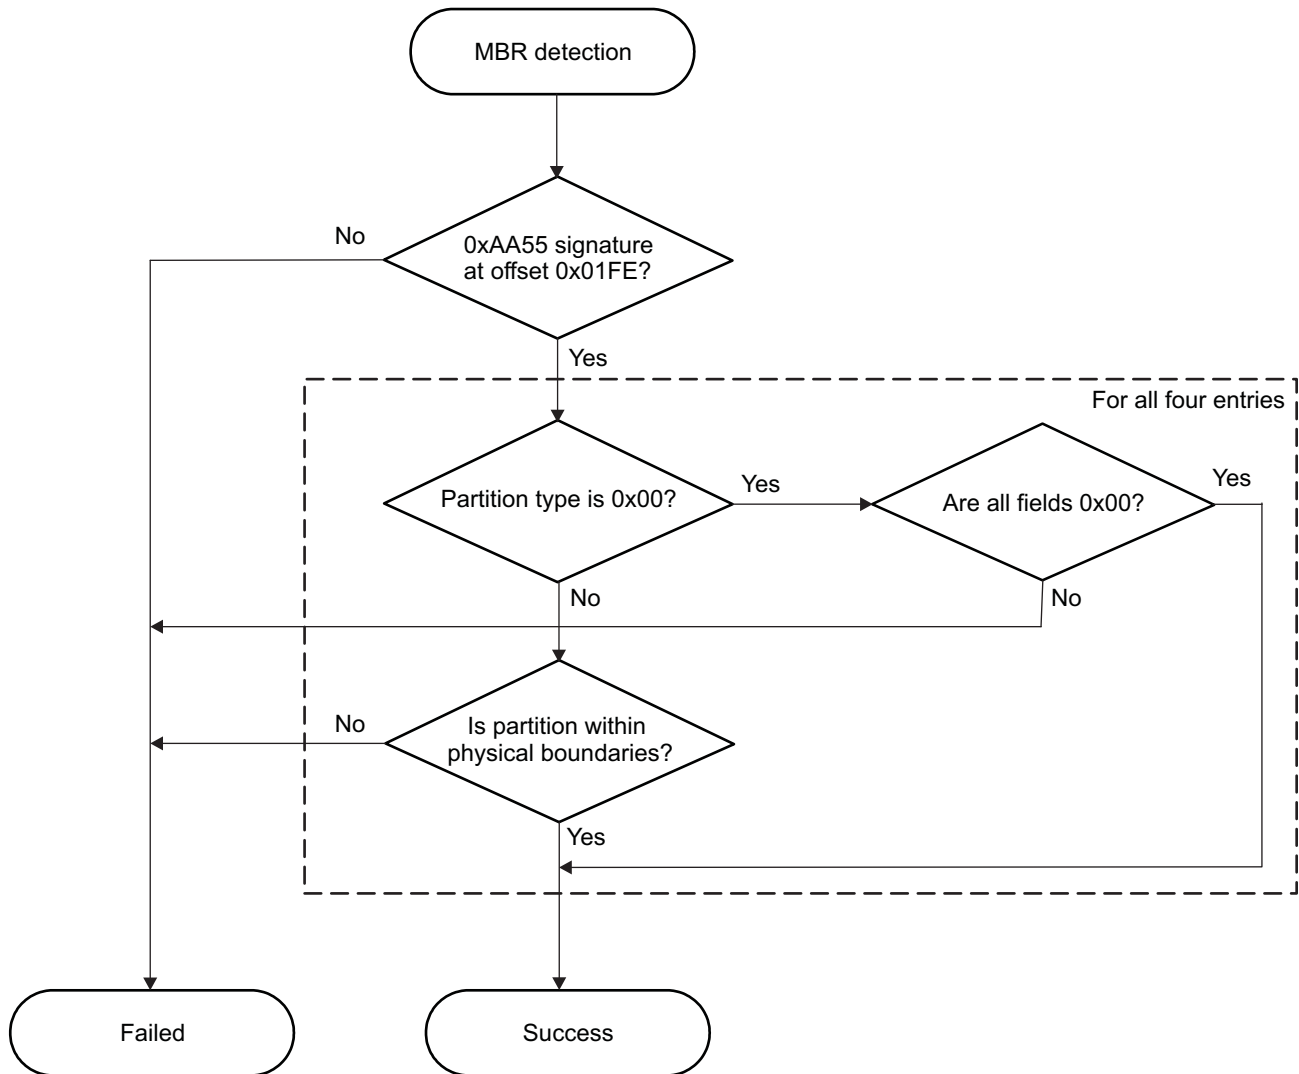 MBR detection
No
0xAA55 signature
at offset 0x01FE?
Yes
For all four entries
Partition type is 0x00?
Yes
Are all fields 0x00?
Yes
No
No
No
Is partition within
physical boundaries?
Yes
Failed
Success